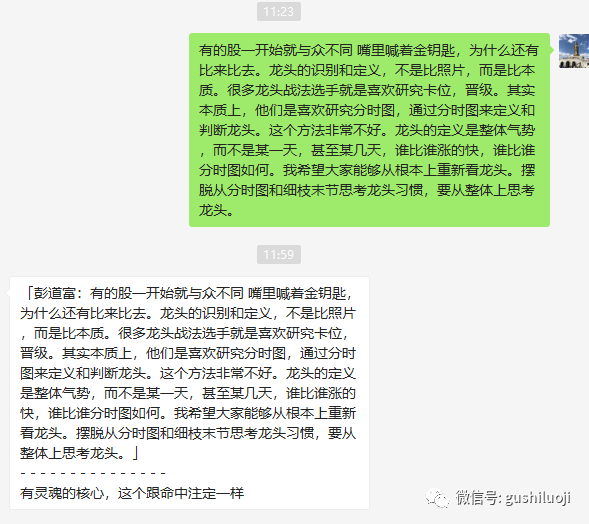 11:23
有的股一开始就与众不同 嘴里喊着金钥匙，为什么还有
比来比去。龙头的识别和定义，不是比照片，而是比本
质。很多龙头战法选手就是喜欢研究卡位，晋级。其实
本质上，他们是喜欢研究分时图，通过分时图来定义和
判断龙头。这个方法非常不好。龙头的定义是整体气势
，而不是某一天，甚至某几天，谁比谁涨的快，谁比谁
分时图如何。我希望大家能够从根本上重新看龙头。摆
脱从分时图和细枝末节思考龙头习惯，要从整体上思考
龙头。
11:59
「彭道富：有的股一开始就与众不同 嘴里喊着金钥匙，
为什么还有比来比去。龙头的识别和定义，不是比照片
，而是比本质。很多龙头战法选手就是喜欢研究卡位，
晋级。其实本质上，他们是喜欢研究分时图，通过分时
图来定义和判断龙头。这个方法非常不好。龙头的定义
是整体气势，而不是某一天，甚至某几天，谁比谁涨的
快，谁比谁分时图如何。我希望大家能够从根本上重新
看龙头。摆脱从分时图和细枝末节思考龙头习惯，要从
整体上思考龙头。」
- - - - - - - - - - - - - - -
有灵魂的核心，这个跟命中注定一样
微信号: gushiluoji